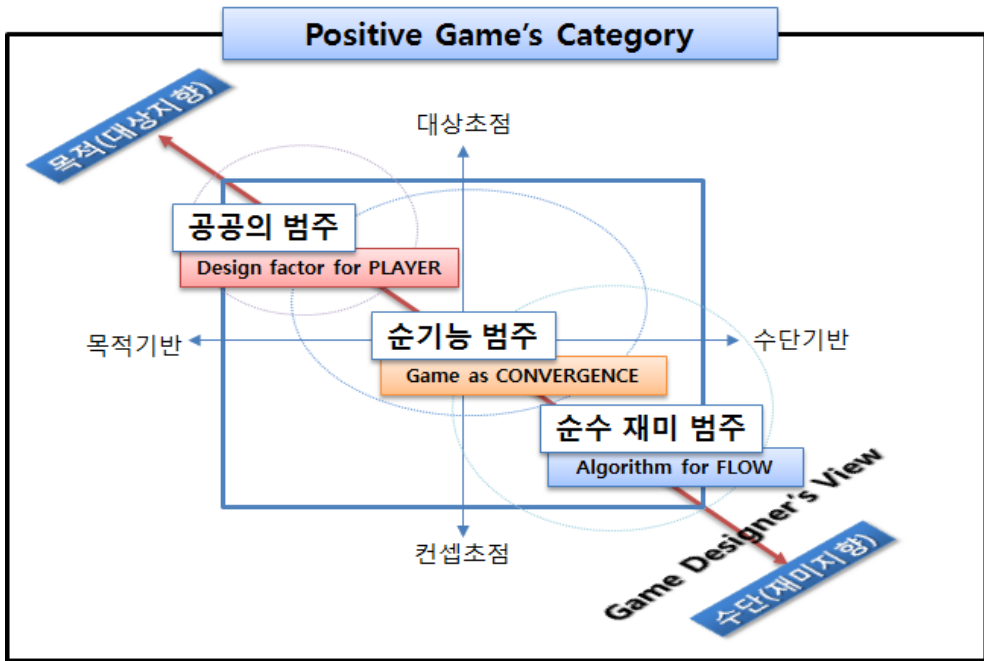 Positive Game's Category
목적(대상지향)
대상초점
공공의 범주
Design factor for PLAYER
목적기반
순기능 범주
수단기반
Game as CONVERGENCE
순수 재미 범주
Algorithm for FLOW
컨셉초점
Game Designer's View
수단(재미지향)